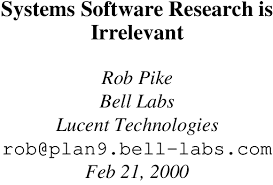 Systems Software Research is
Irrelevant
Rob Pike
Bell Labs
Lucent Technologies
rob@plan9.bell-labs.com
Feb 21, 2000